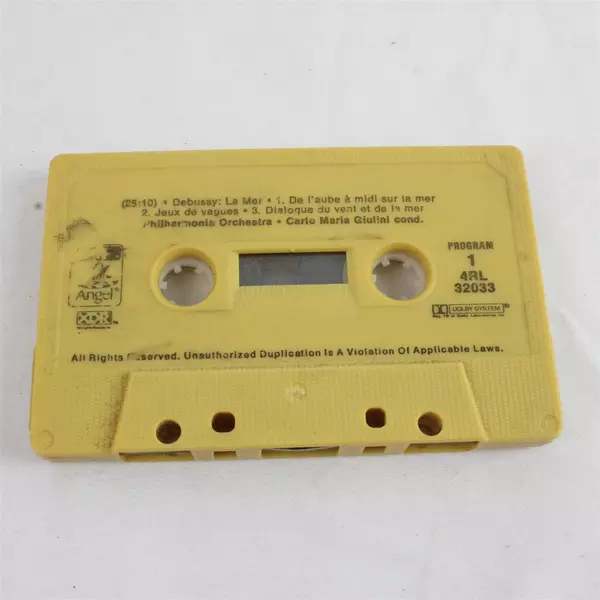 (25:10) • Debussy: La Mer • 1. De l'aube à midi sur la mer
2. Jeux de vagues • 3. Dialogue du vent et de la mer
Philharmonia Orchestra • Carlo Maria Giulini cond.
PROGRAM
1
4RL
32033
Angel
XDR™
DOLBY SYSTEM®
All Rights Reserved. Unauthorized Duplication Is A Violation Of Applicable Laws.